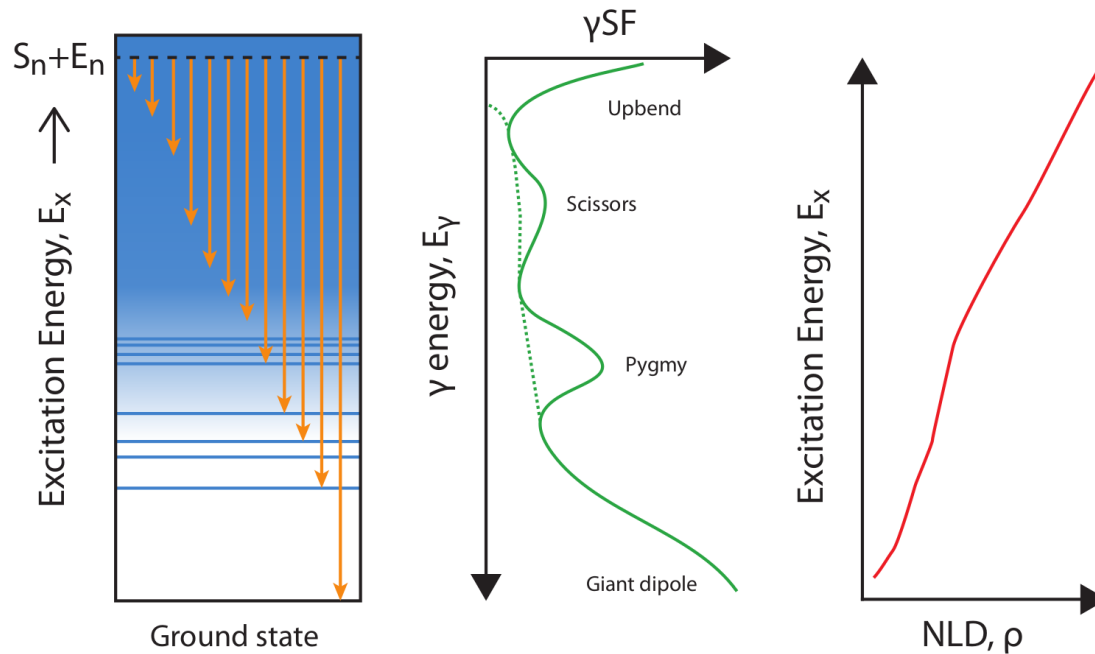 Sn+En
Excitation Energy, Ex
Ground state
γSF
γ energy, Eγ
Upbend
Scissors
Pygmy
Giant dipole
Excitation Energy, Ex
NLD, ρ